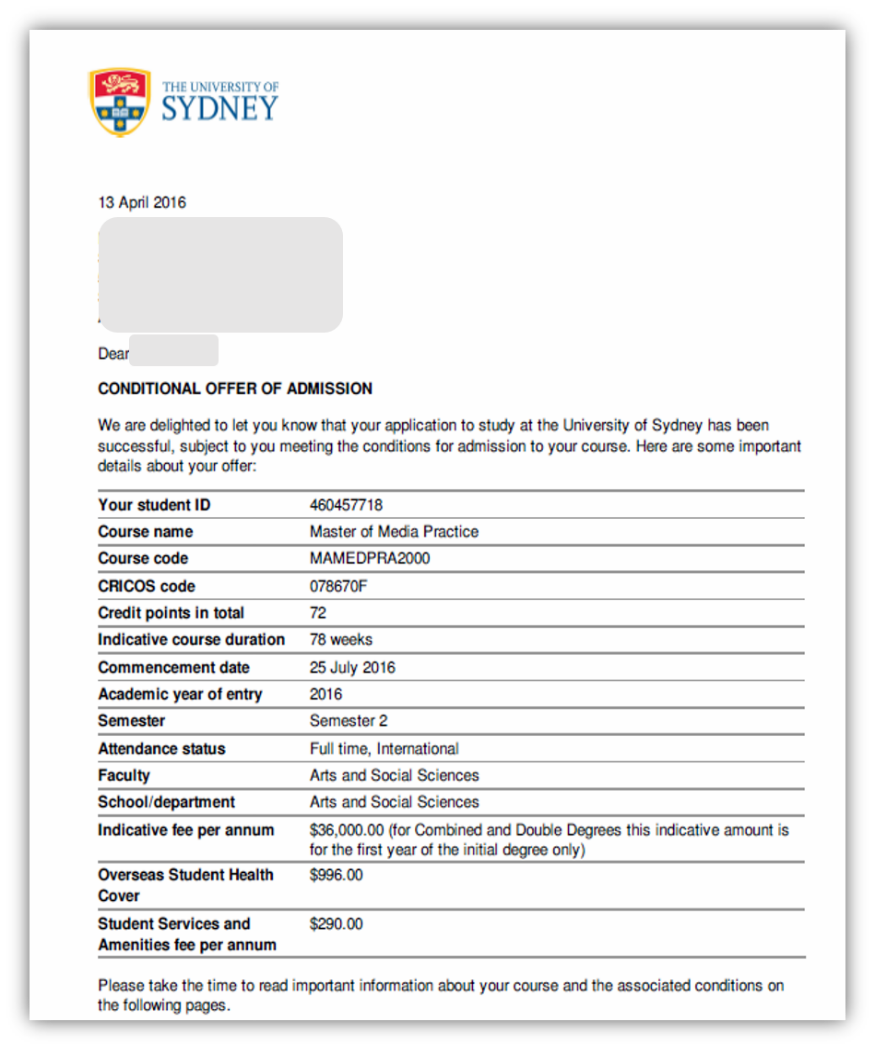 THE UNIVERSITY OF
SYDNEY
13 April 2016
Dear
CONDITIONAL OFFER OF ADMISSION
We are delighted to let you know that your application to study at the University of Sydney has been
successful, subject to you meeting the conditions for admission to your course. Here are some important
details about your offer:
Your student ID 460457718
Course name Master of Media Practice
Course code MAMEDPRA2000
CRICOS code 078670F
Credit points in total 72
Indicative course duration 78 weeks
Commencement date 25 July 2016
Academic year of entry 2016
Semester Semester 2
Attendance status Full time, International
Faculty Arts and Social Sciences
School/department Arts and Social Sciences
Indicative fee per annum $36,000.00 (for Combined and Double Degrees this indicative amount is
for the first year of the initial degree only)
Overseas Student Health $996.00
Cover
Student Services and $290.00
Amenities fee per annum
Please take the time to read important information about your course and the associated conditions on
the following pages.